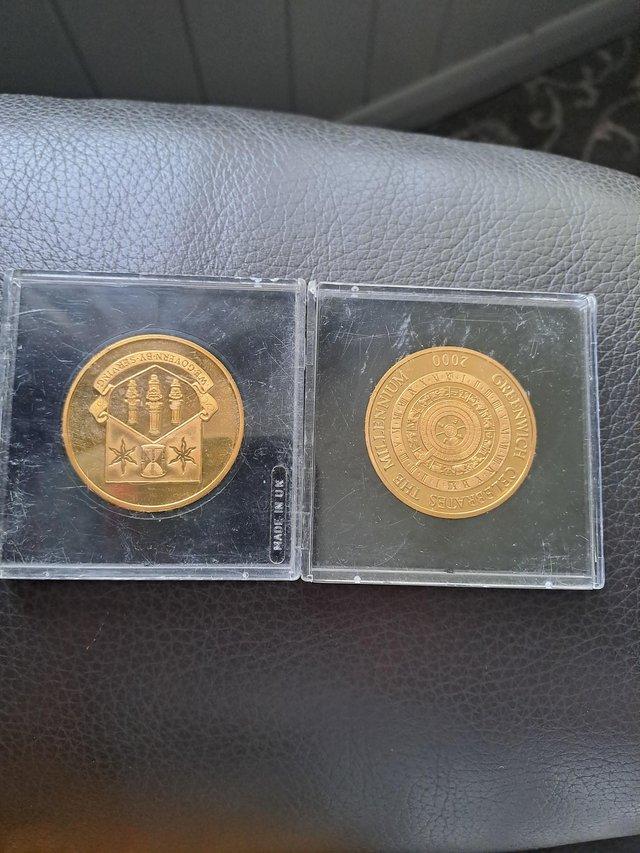 WE·GOVERN·BY·SERVING
MADE IN UK
GREENWICH CELEBRATES THE MILLENNIUM
2000